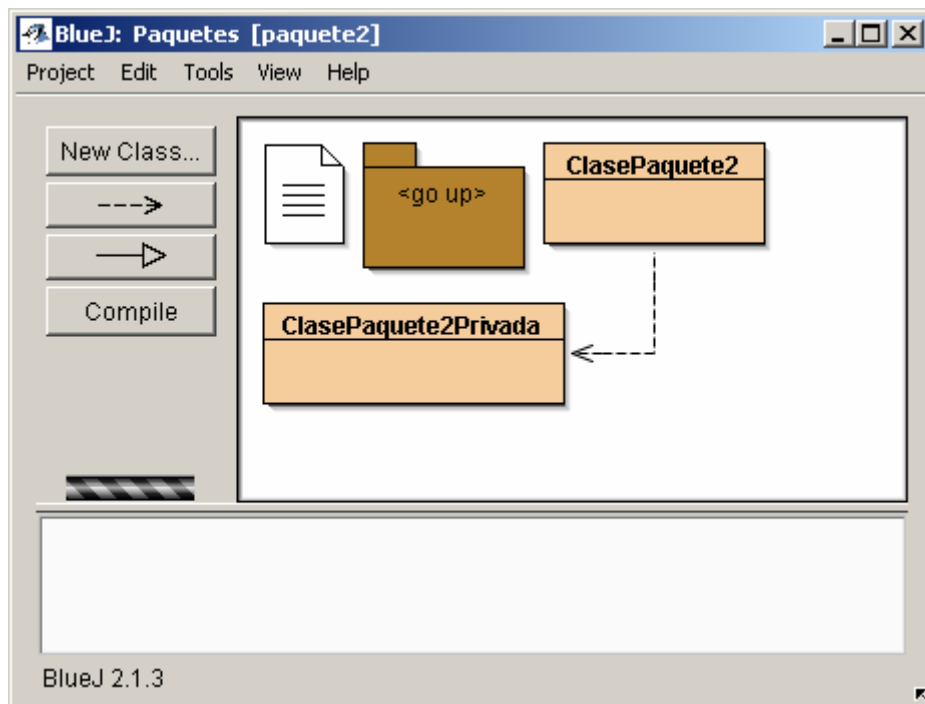 BlueJ: Paquetes [paquete2]
Project Edit Tools View Help
New Class...
Compile
<go up>
ClasePaquete2
ClasePaquete2Privada
BlueJ 2.1.3